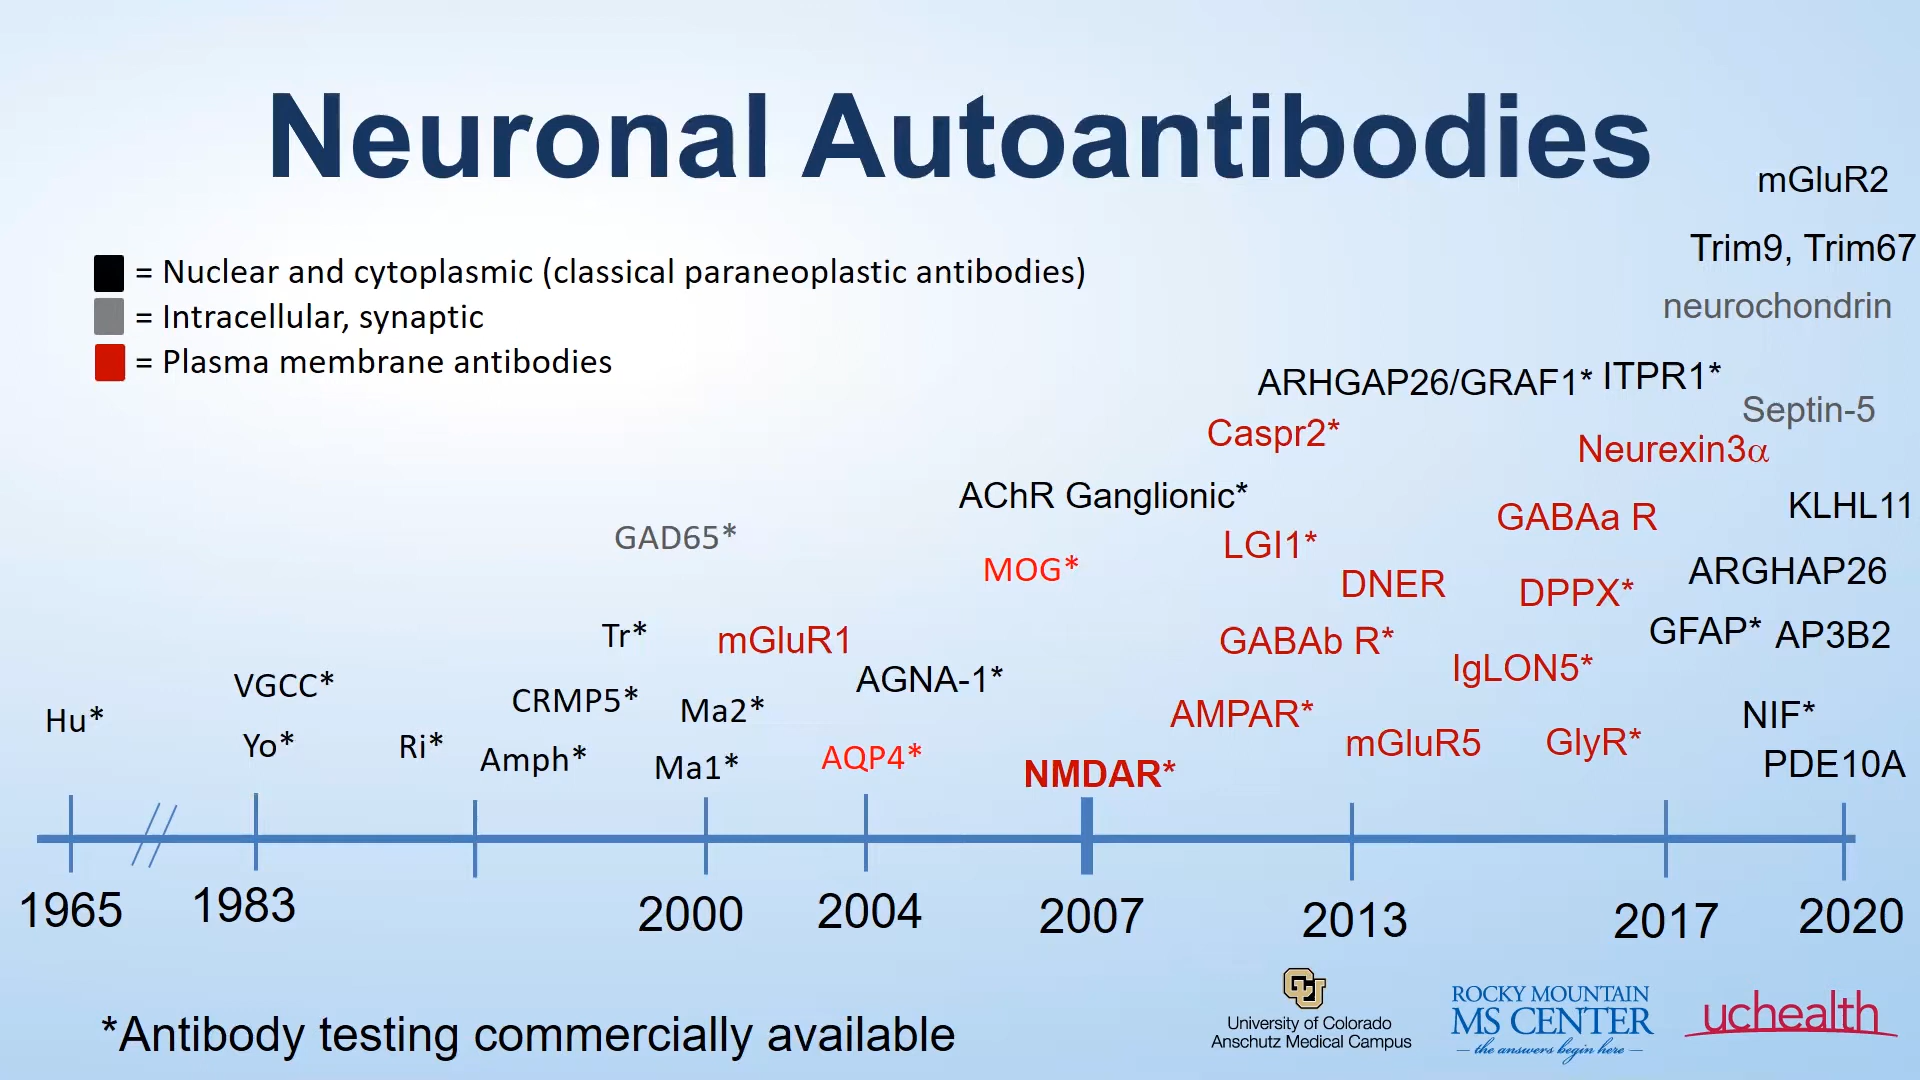 Neuronal Autoantibodies
mGluR2
Trim9, Trim67
= Nuclear and cytoplasmic (classical paraneoplastic antibodies)
= Intracellular, synaptic
= Plasma membrane antibodies
neurochondrin
ARHGAP26/GRAF1* ITPR1*
Septin-5
Caspr2*
Neurexin3α
AChR Ganglionic*
KLHL11
GABAa R
GAD65*
LGI1*
MOG*
ARGHAP26
DNER
DPPX*
Tr*
mGluR1
GABAb R*
GFAP* AP3B2
IgLON5*
AGNA-1*
VGCC*
CRMP5*
Ma2*
AMPAR*
NIF*
Hu*
Yo*
Ri*
Amph*
Ma1*
AQP4*
NMDAR*
mGluR5
GlyR*
PDE10A
1965
1983
2000
2004
2007
2013
2017
2020
*Antibody testing commercially available
CU
University of Colorado
Anschutz Medical Campus
ROCKY MOUNTAIN
MS CENTER
— the answers begin here —
uchealth